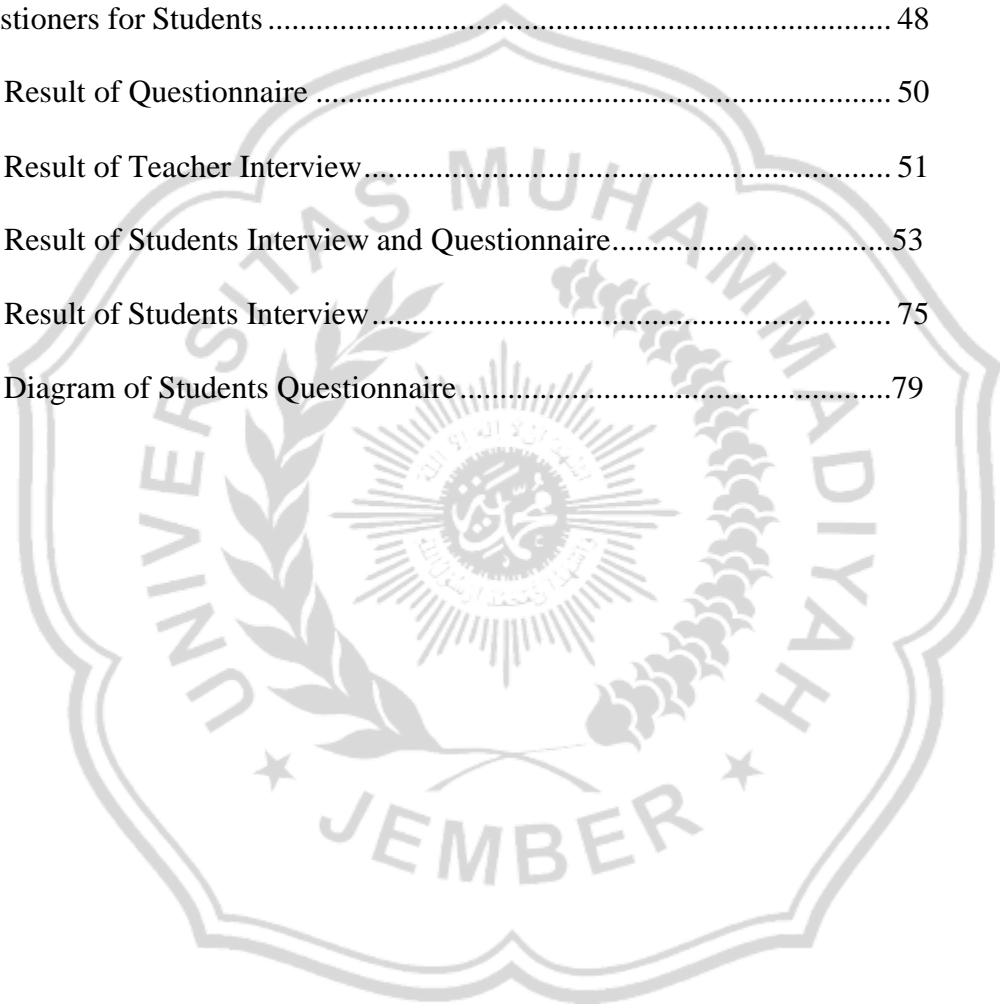 stioners for Students ........................................................................... 48
Result of Questionnaire ...................................................................... 50
Result of Teacher Interview................................................................ 51
Result of Students Interview and Questionnaire..................................53
Result of Students Interview............................................................... 75
Diagram of Students Questionnaire....................................................79
UNIVERSITAS MUHAMMADIYAH
JEMBER